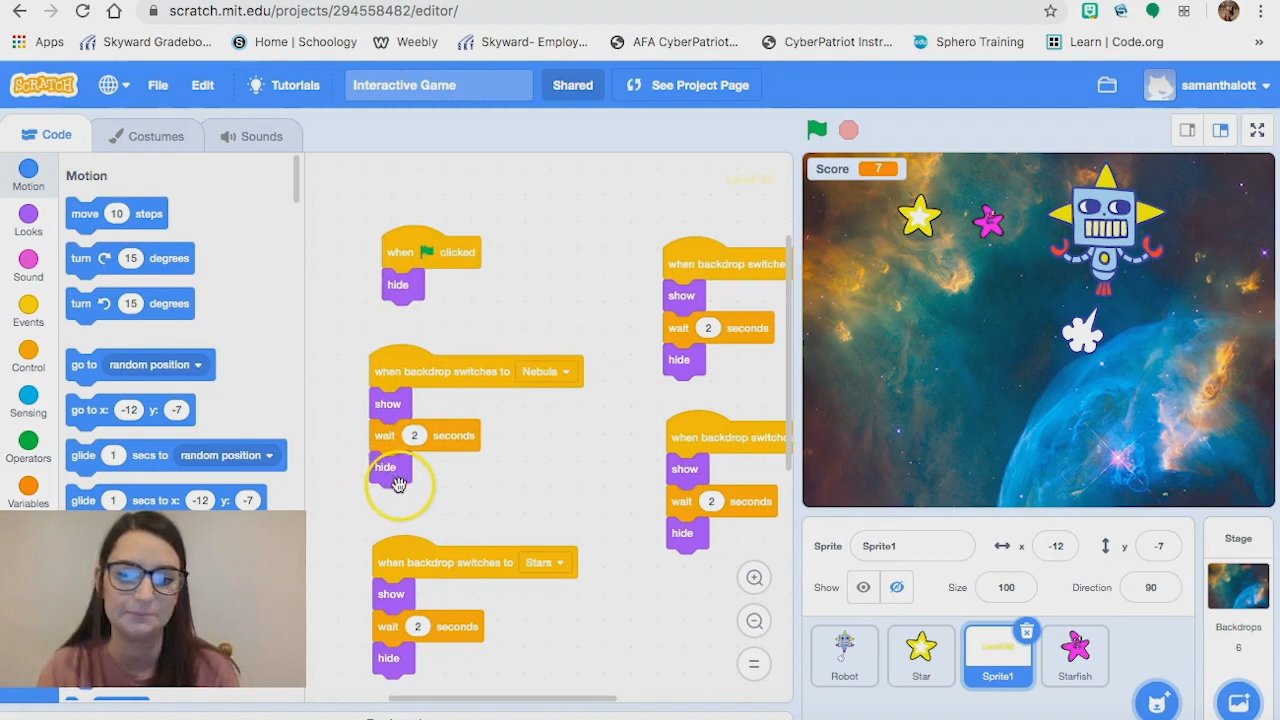 scratch.mit.edu/projects/294558482/editor/
Apps Skyward Gradebo... Home | Schoology Weebly Skyward- Employ... AFA CyberPatriot... CyberPatriot Instr... Sphero Training Learn | Code.org »
SCRATCH File Edit Tutorials Interactive Game Shared See Project Page samanthalott
Code Costumes Sounds
Motion
Looks
Sound
Events
Control
Sensing
Operators
Variables
Motion
move 10 steps
turn 15 degrees
turn 15 degrees
go to random position
go to x: -12 y: -7
glide 1 secs to random position
glide 1 secs to x: -12 y: -7
when clicked
hide
when backdrop switches to Nebula
show
wait 2 seconds
hide
when backdrop switches to Stars
show
wait 2 seconds
hide
when backdrop switche
show
wait 2 seconds
hide
when backdrop switche
show
wait 2 seconds
hide
Score 7
Sprite Sprite1 x -12 y -7
Show Size 100 Direction 90
Robot Star Sprite1 Starfish
Stage
Backdrops
6